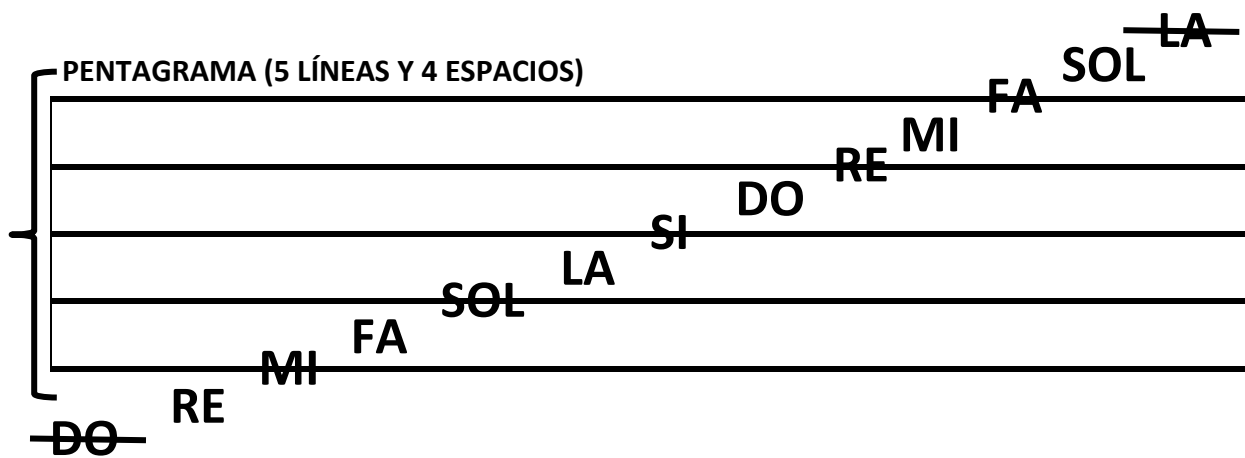 LA
SOL
PENTAGRAMA (5 LÍNEAS Y 4 ESPACIOS)
FA
MI
RE
DO
SI
LA
SOL
FA
MI
RE
DO